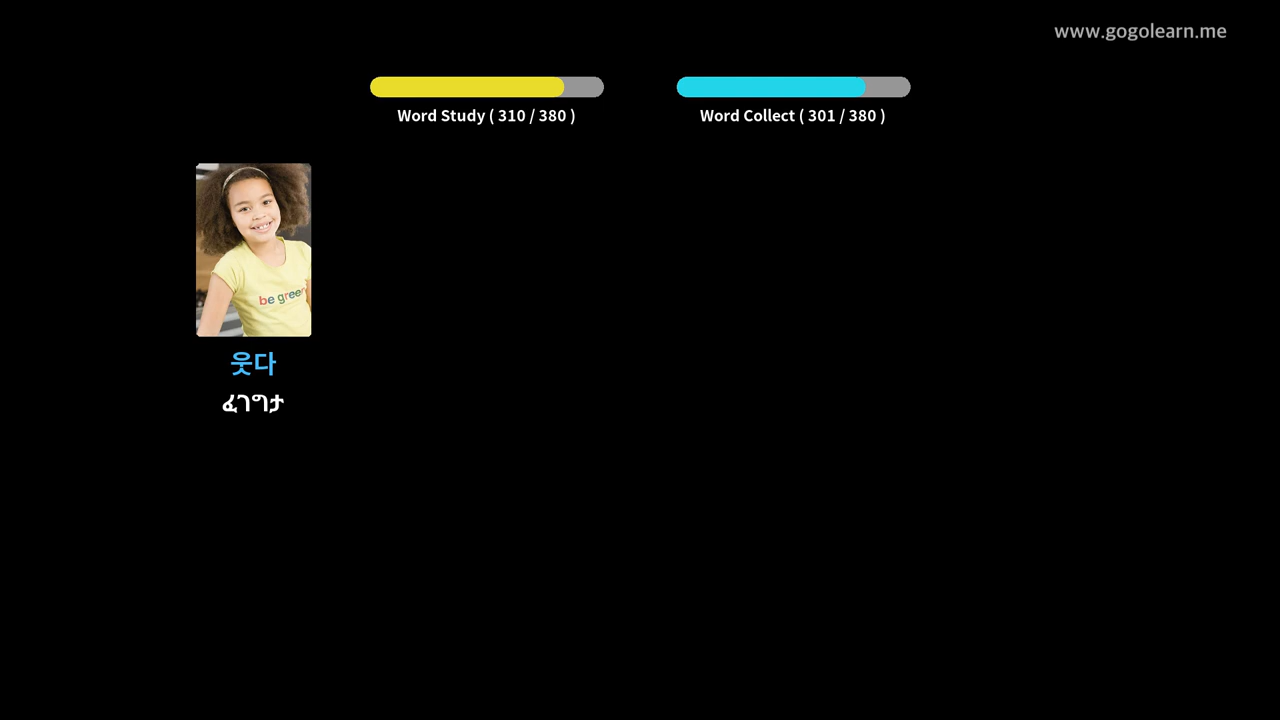 www.gogolearn.me
Word Study ( 310 / 380 )
Word Collect ( 301 / 380 )
be green
웃다
ፈገግታ